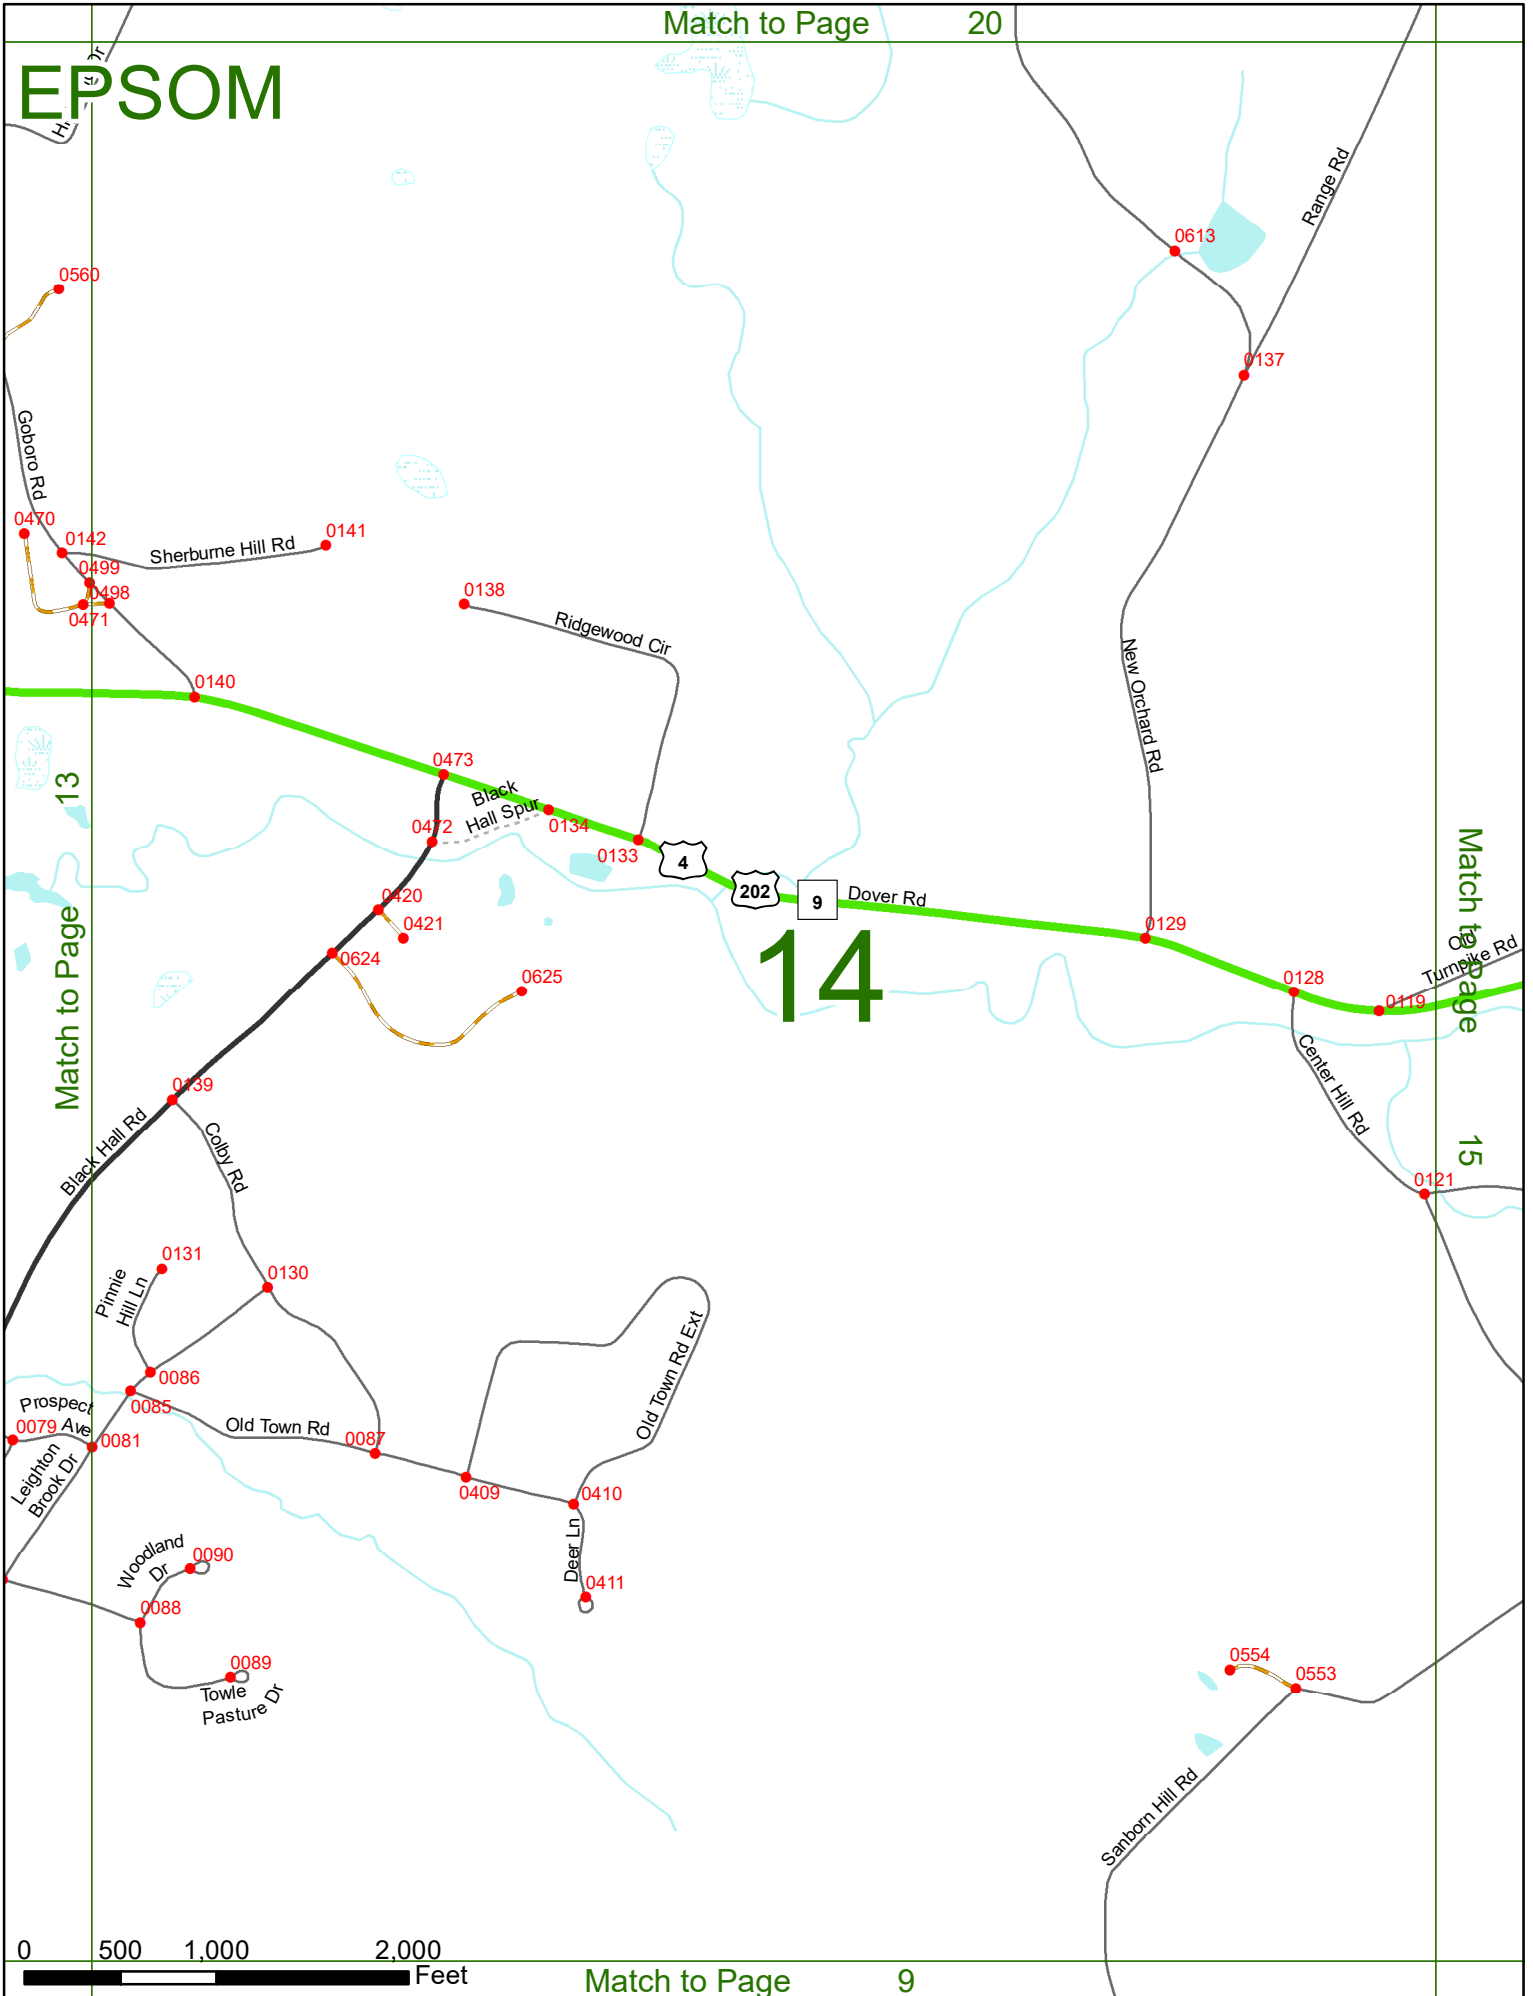 Match to Page 20
EPSOM
Range Rd
0613
0560
0137
Goboro Rd
0470
0142
Sherburne Hill Rd
0141
0499
0498
0471
0138
Ridgewood Cir
New Orchard Rd
0140
0473
Black
Hall Spur
0472
0134
0133
4
202
9
Dover Rd
14
0420
0421
0624
0625
0129
0128
0119
Turnpike Rd
Match to Page 13
Match to Page 15
Center Hill Rd
0139
Black Hall Rd
Colby Rd
0121
0131
Pinnie
Hill Ln
0130
Old Town Rd Ext
0086
0085
Prospect
Ave
0079
0081
Old Town Rd
0087
Leighton
Brook Dr
0409
0410
Deer Ln
0411
Woodland
Dr
0090
0088
0089
Towle
Pasture Dr
0554
0553
Sanborn Hill Rd
0 500 1,000 2,000
Feet
Match to Page 9